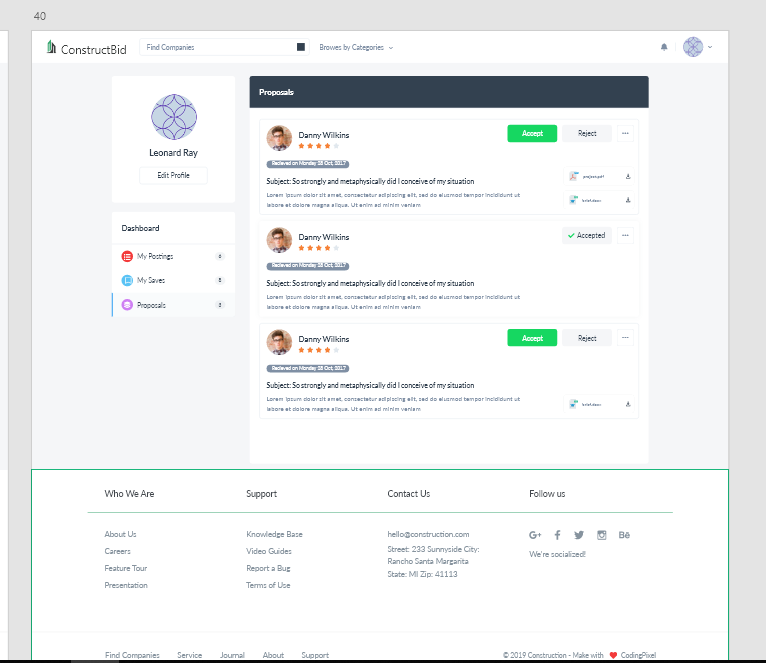 40
ConstructBid
Find Companies
Browes by Categories
Leonard Ray
Edit Profile
Dashboard
My Postings 6
My Saves 8
Proposals 3
Proposals
Danny Wilkins
Accept Reject
Recieved on Monday 28 Oct, 2017
Subject: So strongly and metaphysically did I conceive of my situation
project.pdf
Lorem ipsum dolor sit amet, consectetur adipiscing elit, sed do eiusmod tempor incididunt ut
labore et dolore magna aliqua. Ut enim ad minim veniam
brief.docx
Danny Wilkins
Accepted
Recieved on Monday 28 Oct, 2017
Subject: So strongly and metaphysically did I conceive of my situation
Lorem ipsum dolor sit amet, consectetur adipiscing elit, sed do eiusmod tempor incididunt ut
labore et dolore magna aliqua. Ut enim ad minim veniam
Danny Wilkins
Accept Reject
Recieved on Monday 28 Oct, 2017
Subject: So strongly and metaphysically did I conceive of my situation
Lorem ipsum dolor sit amet, consectetur adipiscing elit, sed do eiusmod tempor incididunt ut
labore et dolore magna aliqua. Ut enim ad minim veniam
brief.docx
Who We Are
About Us
Careers
Feature Tour
Presentation
Support
Knowledge Base
Video Guides
Report a Bug
Terms of Use
Contact Us
hello@construction.com
Street: 233 Sunnyside City:
Rancho Santa Margarita
State: MI Zip: 41113
Follow us
G+ f Bē
We're socialized!
Find Companies Service Journal About Support
© 2019 Construction - Make with ❤ CodingPixel